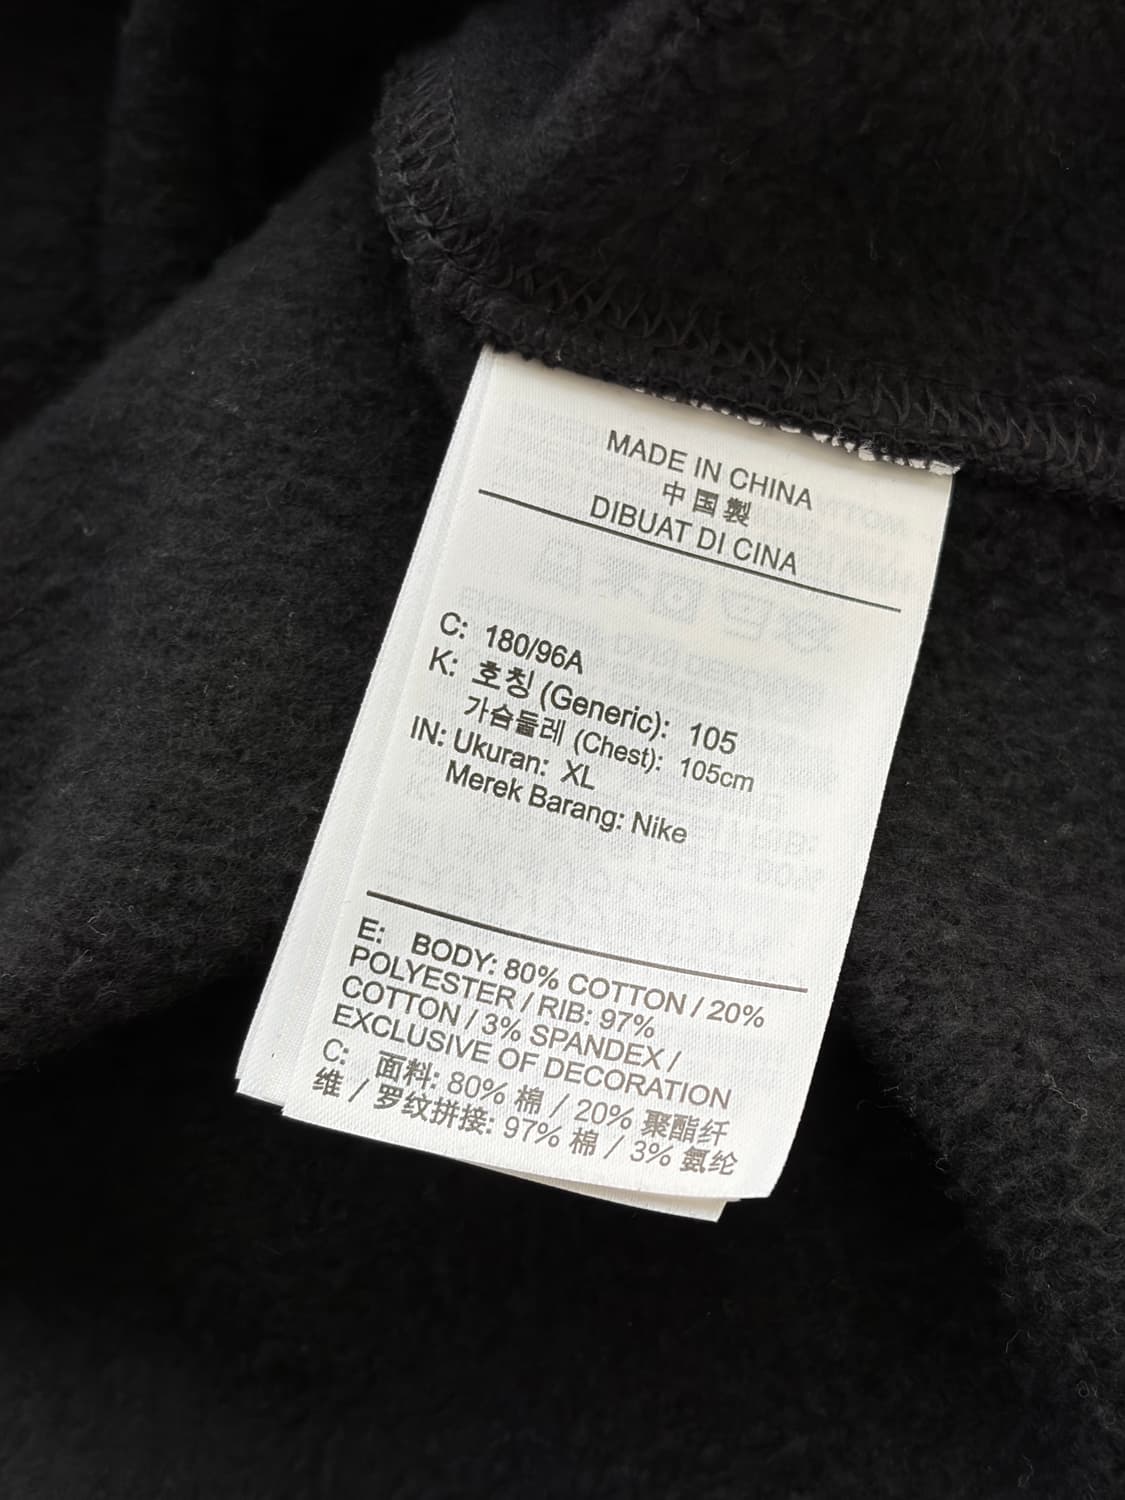 MADE IN CHINA
中国製
DIBUAT DI CINA
C: 180/96A
K: 호칭 (Generic): 105
가슴둘레 (Chest): 105cm
IN: Ukuran: XL
Merek Barang: Nike
E: BODY: 80% COTTON / 20%
POLYESTER / RIB: 97%
COTTON / 3% SPANDEX /
EXCLUSIVE OF DECORATION
C: 面料: 80% 棉 / 20% 聚酯纤
维 / 罗纹拼接: 97% 棉 / 3% 氨纶